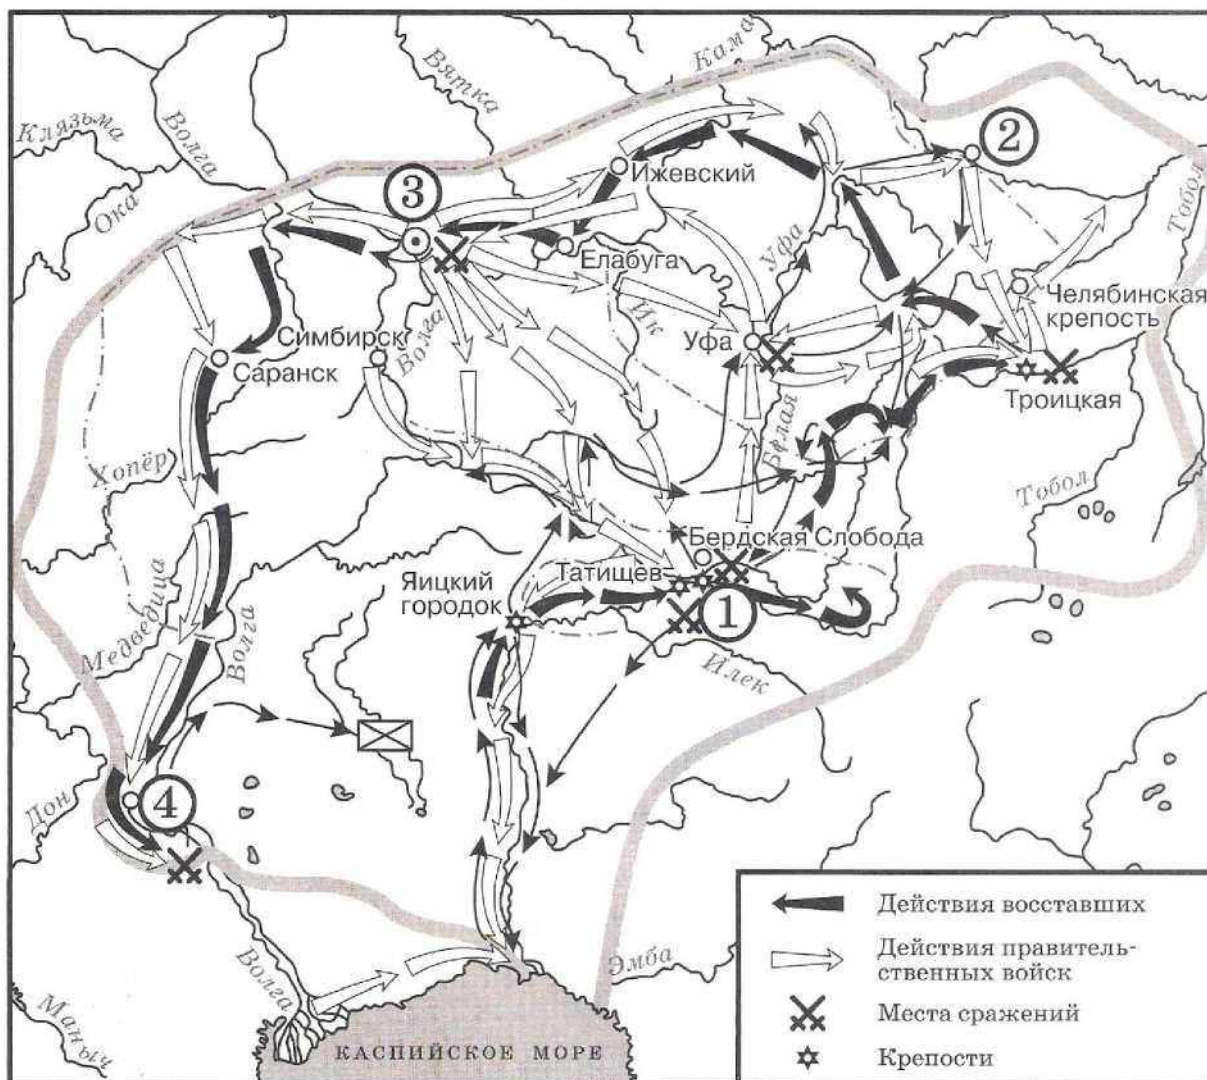 Клязьма
Волга
Вятка
Кама
2
Ока
3
Ижевский
Тобол
Елабуга
Уфа
Челябинская
крепость
Симбирск
Волга
Ик
Уфа
Саранск
Троицкая
Белая
Хопёр
Тобол
Бердская Слобода
Татищев
Яицкий
городок
1
Медведица
Волга
Илек
Дон
4
Действия восставших
Действия правитель-
ственных войск
Места сражений
Крепости
Волга
Эмба
Маныч
КАСПИЙСКОЕ МОРЕ